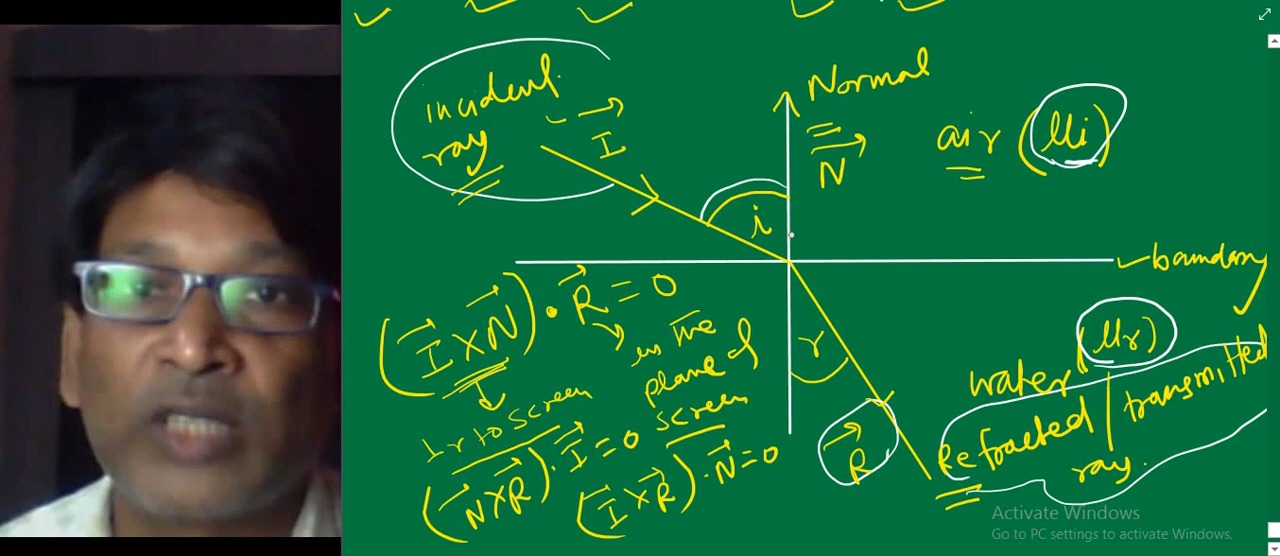 Normal
incident
ray
I
N
air (μi)
i
boundary
(I × N) · R = 0
in the
plane of
screen
⊥r to screen
r
water (μr)
Refracted / transmitted
ray.
R
(N × R) · I = 0
(I × R) · N = 0
Activate Windows
Go to PC settings to activate Windows.